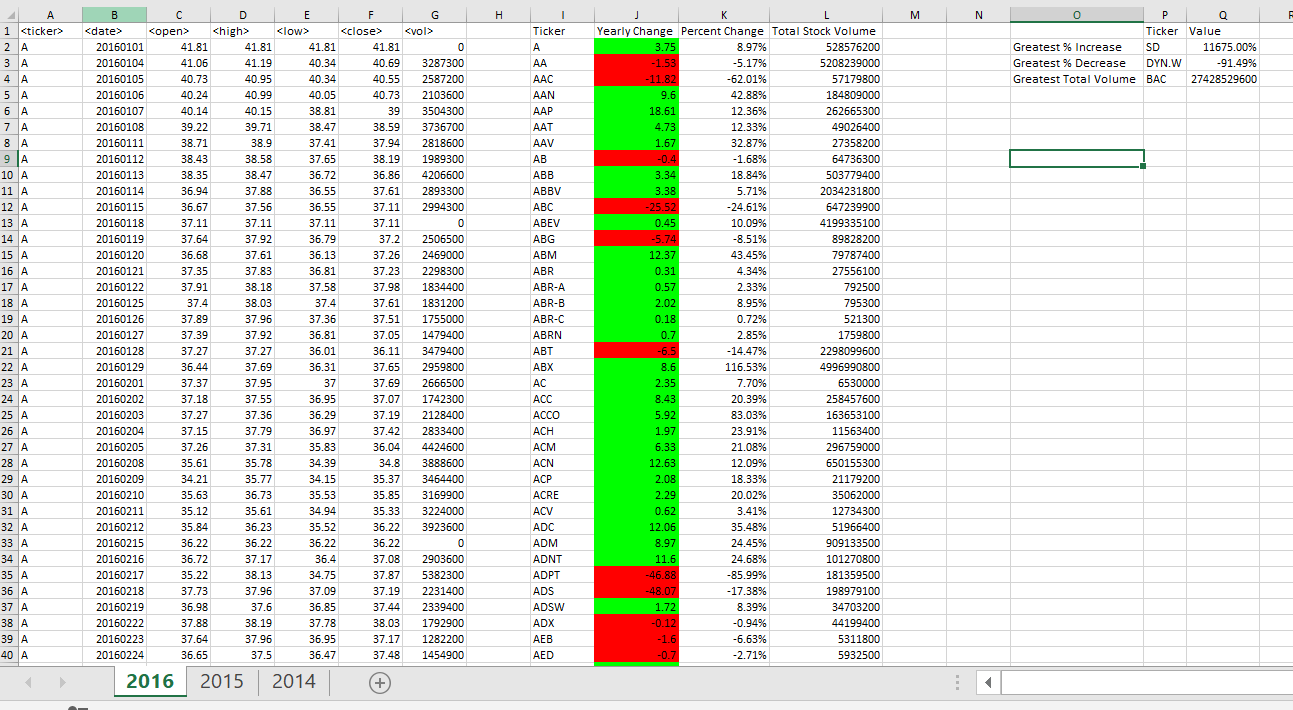 A B C D E F G H I J K L M N O P Q R
1 <ticker> <date> <open> <high> <low> <close> <vol> Ticker Yearly Change Percent Change Total Stock Volume Ticker Value
2 A 20160101 41.81 41.81 41.81 41.81 0 A 3.75 8.97% 528576200 Greatest % Increase SD 11675.00%
3 A 20160104 41.06 41.19 40.34 40.69 3287300 AA -1.53 -5.17% 5208239000 Greatest % Decrease DYN.W -91.49%
4 A 20160105 40.73 40.95 40.34 40.55 2587200 AAC -11.82 -62.01% 57179800 Greatest Total Volume BAC 27428529600
5 A 20160106 40.24 40.99 40.05 40.73 2103600 AAN 9.6 42.88% 184809000
6 A 20160107 40.14 40.15 38.81 39 3504300 AAP 18.61 12.36% 262665300
7 A 20160108 39.22 39.71 38.47 38.59 3736700 AAT 4.73 12.33% 49026400
8 A 20160111 38.71 38.9 37.41 37.94 2818600 AAV 1.67 32.87% 27358200
9 A 20160112 38.43 38.58 37.65 38.19 1989300 AB -0.4 -1.68% 64736300
10 A 20160113 38.35 38.47 36.72 36.86 4206600 ABB 3.34 18.84% 503779400
11 A 20160114 36.94 37.88 36.55 37.61 2893300 ABBV 3.38 5.71% 2034231800
12 A 20160115 36.67 37.56 36.55 37.11 2994300 ABC -25.52 -24.61% 647239900
13 A 20160118 37.11 37.11 37.11 37.11 0 ABEV 0.45 10.09% 4199335100
14 A 20160119 37.64 37.92 36.79 37.2 2506500 ABG -5.74 -8.51% 89828200
15 A 20160120 36.68 37.61 36.13 37.26 2469000 ABM 12.37 43.45% 79787400
16 A 20160121 37.35 37.83 36.81 37.23 2298300 ABR 0.31 4.34% 27556100
17 A 20160122 37.91 38.18 37.58 37.98 1834400 ABR-A 0.57 2.33% 792500
18 A 20160125 37.4 38.03 37.4 37.61 1831200 ABR-B 2.02 8.95% 795300
19 A 20160126 37.89 37.96 37.36 37.51 1755000 ABR-C 0.18 0.72% 521300
20 A 20160127 37.39 37.92 36.81 37.05 1479400 ABRN 0.7 2.85% 1759800
21 A 20160128 37.27 37.27 36.01 36.11 3479400 ABT -6.5 -14.47% 2298099600
22 A 20160129 36.44 37.69 36.31 37.65 2959800 ABX 8.6 116.53% 4996990800
23 A 20160201 37.37 37.95 37 37.69 2666500 AC 2.35 7.70% 6530000
24 A 20160202 37.18 37.55 36.95 37.07 1742300 ACC 8.43 20.39% 258457600
25 A 20160203 37.27 37.36 36.29 37.19 2128400 ACCO 5.92 83.03% 163653100
26 A 20160204 37.15 37.79 36.97 37.42 2833400 ACH 1.97 23.91% 11563400
27 A 20160205 37.26 37.31 35.83 36.04 4424600 ACM 6.33 21.08% 296759000
28 A 20160208 35.61 35.78 34.39 34.8 3888600 ACN 12.63 12.09% 650155300
29 A 20160209 34.21 35.77 34.15 35.37 3464400 ACP 2.08 18.33% 21179200
30 A 20160210 35.63 36.73 35.53 35.85 3169900 ACRE 2.29 20.02% 35062000
31 A 20160211 35.12 35.61 34.94 35.33 3224000 ACV 0.62 3.41% 12734300
32 A 20160212 35.84 36.23 35.52 36.22 3923600 ADC 12.06 35.48% 51966400
33 A 20160215 36.22 36.22 36.22 36.22 0 ADM 8.97 24.45% 909133500
34 A 20160216 36.72 37.17 36.4 37.08 2903600 ADNT 11.6 24.68% 101270800
35 A 20160217 35.22 38.13 34.75 37.87 5382300 ADPT -46.88 -85.99% 181359500
36 A 20160218 37.73 37.96 37.09 37.19 2231400 ADS -48.07 -17.38% 198979100
37 A 20160219 36.98 37.6 36.85 37.44 2339400 ADSW 1.72 8.39% 34703200
38 A 20160222 37.88 38.19 37.78 38.03 1792900 ADX -0.12 -0.94% 44199400
39 A 20160223 37.64 37.96 36.95 37.17 1282200 AEB -1.6 -6.63% 5311800
40 A 20160224 36.65 37.5 36.47 37.48 1454900 AED -0.7 -2.71% 5932500
2016 2015 2014